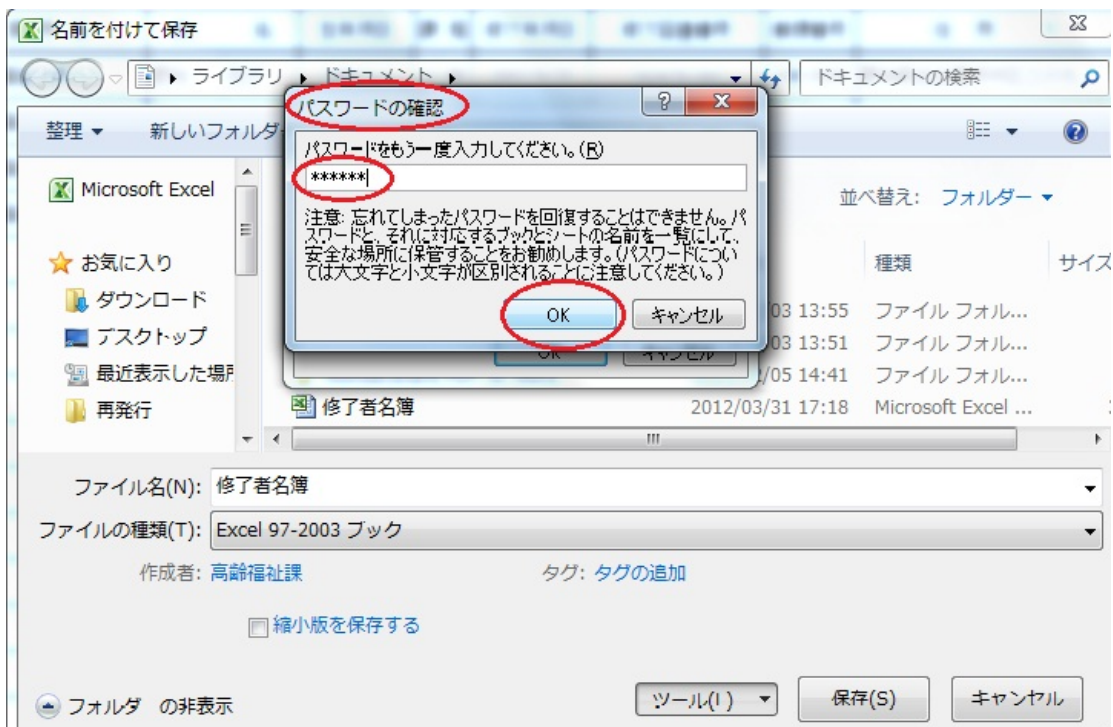 名前を付けて保存
ライブラリ ▸ ドキュメント ▸
ドキュメントの検索
パスワードの確認
整理
新しいフォルダ
パスワードをもう一度入力してください。(R)
******
注意: 忘れてしまったパスワードを回復することはできません。パ
スワードと、それに対応するブックとシートの名前を一覧にして、
安全な場所に保管することをお勧めします。(パスワードについ
ては大文字と小文字が区別されることに注意してください。)
OK
キャンセル
OK
キャンセル
Microsoft Excel
並べ替え: フォルダー
お気に入り
種類
サイズ
ダウンロード
03 13:55 ファイル フォル...
デスクトップ
03 13:51 ファイル フォル...
最近表示した場所
/05 14:41 ファイル フォル...
再発行
修了者名簿
2012/03/31 17:18 Microsoft Excel ...
ファイル名(N): 修了者名簿
ファイルの種類(T): Excel 97-2003 ブック
作成者: 高齢福祉課
タグ: タグの追加
縮小版を保存する
フォルダ の非表示
ツール(L)
保存(S)
キャンセル